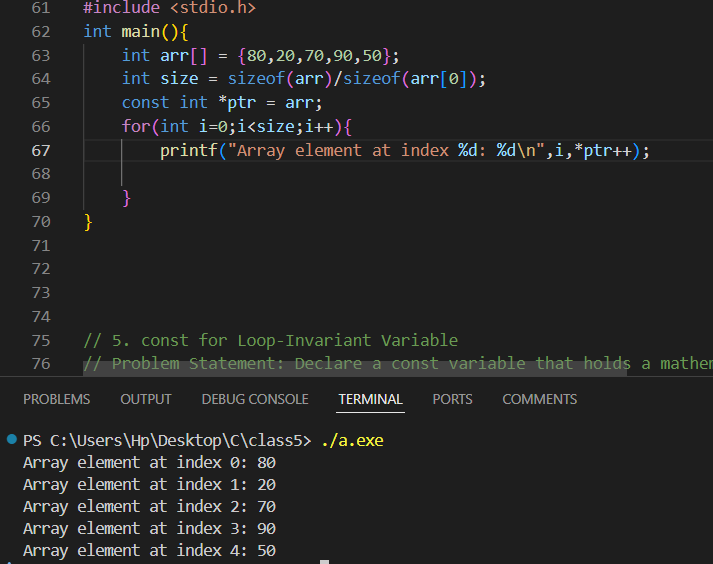 61 #include <stdio.h>
62 int main(){
63 int arr[] = {80,20,70,90,50};
64 int size = sizeof(arr)/sizeof(arr[0]);
65 const int *ptr = arr;
66 for(int i=0;i<size;i++){
67 printf("Array element at index %d: %d\n",i,*ptr++);
68
69 }
70 }
71
72
73
74
75 // 5. const for Loop-Invariant Variable
76 // Problem Statement: Declare a const variable that holds a mathem
PROBLEMS OUTPUT DEBUG CONSOLE TERMINAL PORTS COMMENTS
PS C:\Users\Hp\Desktop\C\class5> ./a.exe
Array element at index 0: 80
Array element at index 1: 20
Array element at index 2: 70
Array element at index 3: 90
Array element at index 4: 50